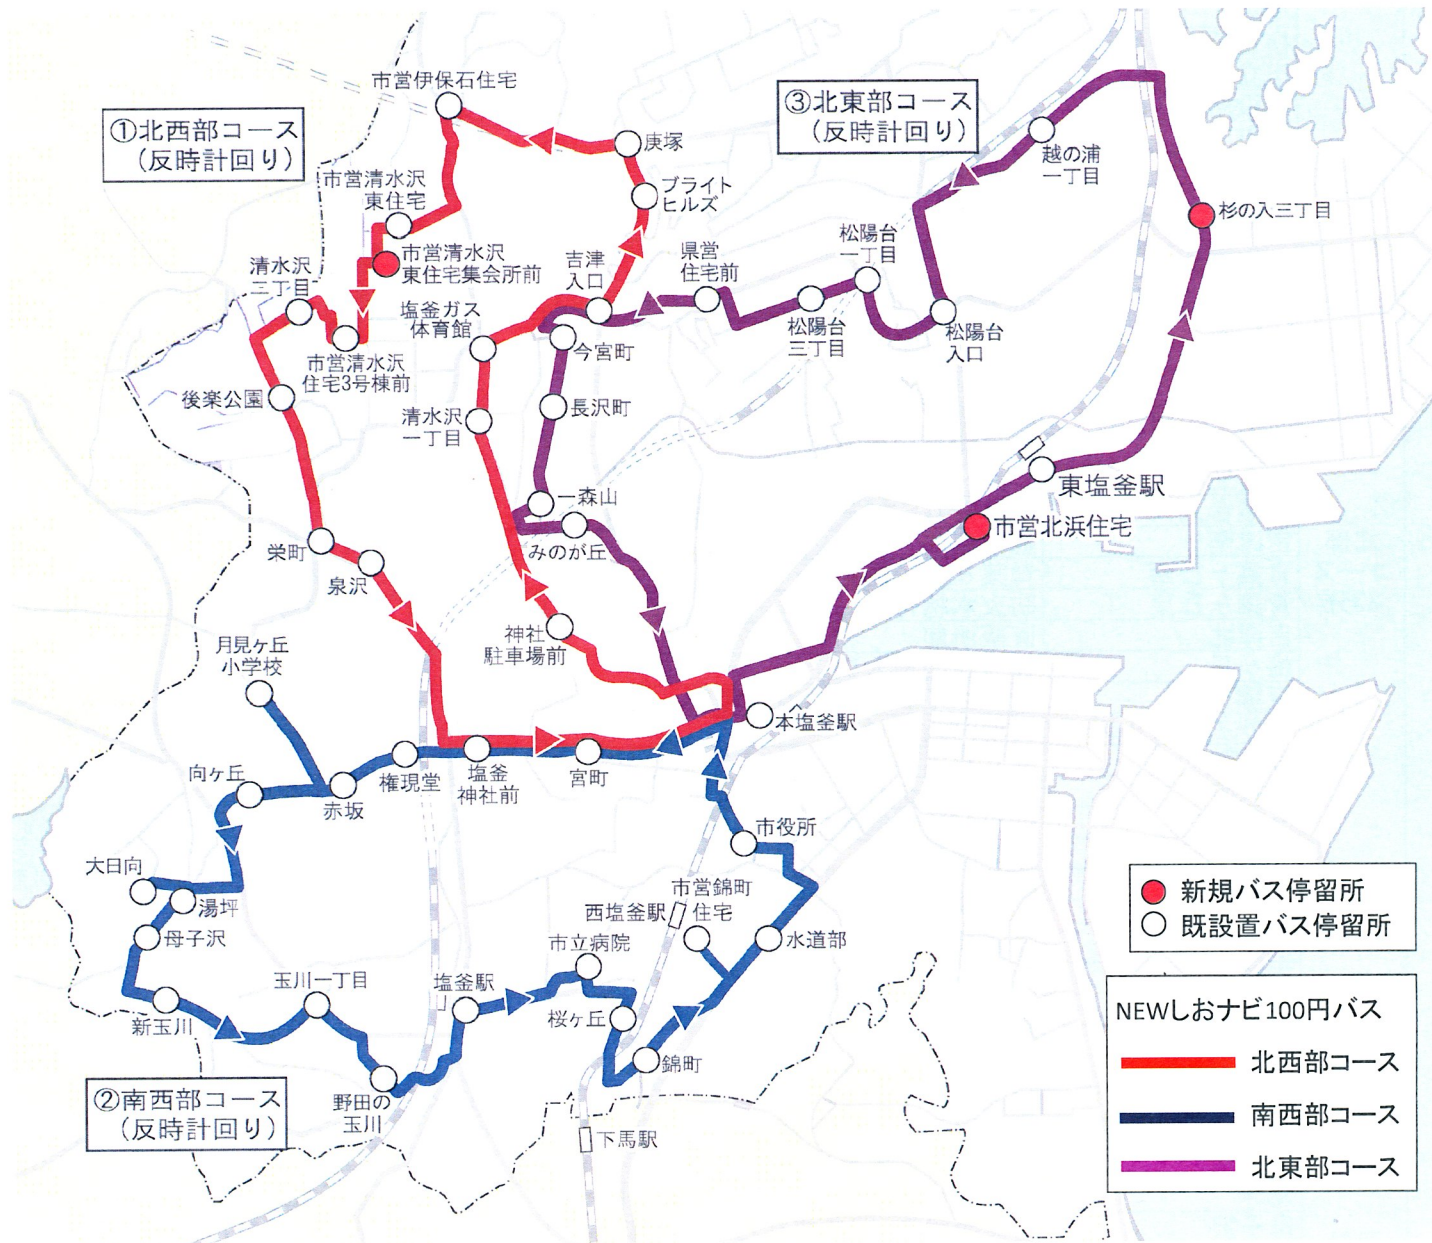 市営伊保石住宅
①北西部コース
(反時計回り)
③北東部コース
(反時計回り)
庚塚
越の浦
一丁目
市営清水沢
東住宅
ブライト
ヒルズ
杉の入三丁目
市営清水沢
東住宅集会所前
清水沢
三丁目
吉津
入口
県営
住宅前
松陽台
一丁目
塩釜ガス
体育館
松陽台
三丁目
松陽台
入口
今宮町
市営清水沢
住宅3号棟前
後楽公園
清水沢
一丁目
長沢町
東塩釜駅
一森山
市営北浜住宅
みのが丘
栄町
泉沢
神社
駐車場前
月見ヶ丘
小学校
本塩釜駅
向ヶ丘
赤坂
権現堂
塩釜
神社前
宮町
市役所
大日向
湯坪
母子沢
市営錦町
住宅
西塩釜駅
水道部
市立病院
玉川一丁目
塩釜駅
新玉川
桜ヶ丘
錦町
②南西部コース
(反時計回り)
野田の
玉川
下馬駅
新規バス停留所
既設置バス停留所
NEWしおナビ100円バス
北西部コース
南西部コース
北東部コース